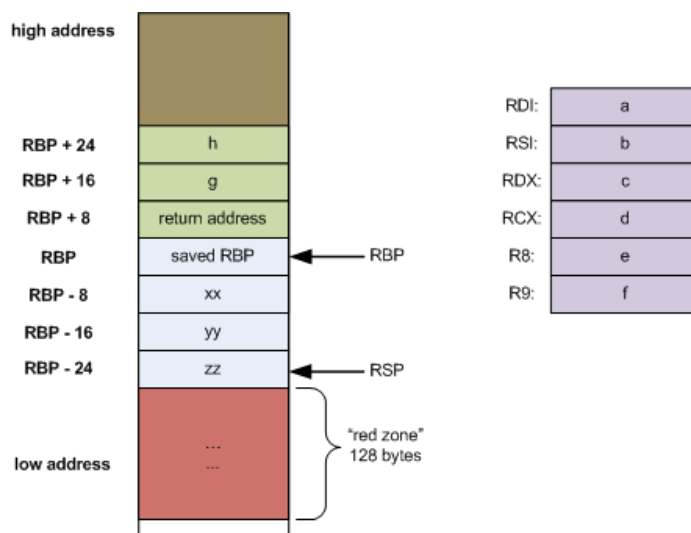 high address
RBP + 24
h
RBP + 16
g
RBP + 8
return address
RBP
saved RBP
RBP
RBP - 8
xx
RBP - 16
yy
RBP - 24
zz
RSP
...
...
"red zone"
128 bytes
low address
RDI:
a
RSI:
b
RDX:
c
RCX:
d
R8:
e
R9:
f